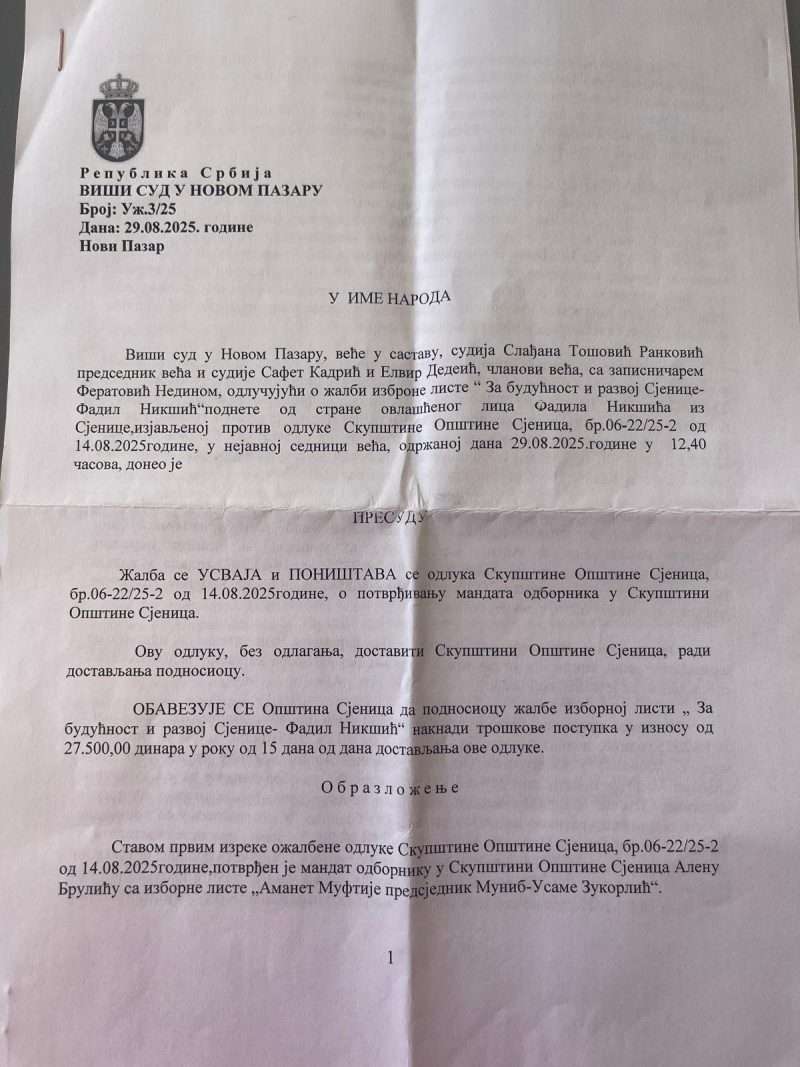 Република Србија
ВИШИ СУД У НОВОМ ПАЗАРУ
Број: Уж.3/25
Дана: 29.08.2025. године
Нови Пазар
У ИМЕ НАРОДА
Виши суд у Новом Пазару, веће у саставу, судија Слађана Тошовић Ранковић
председник већа и судије Сафет Кадрић и Елвир Дедеић, чланови већа, са записничарем
Фератовић Недином, одлучујући о жалби изброне листе “ За будућност и развој Сјенице-
Фадил Никшић“поднете од стране овлашћеног лица Фадила Никшића из
Сјенице,изјављеној против одлуке Скупштине Општине Сјеница, бр.06-22/25-2 од
14.08.2025године, у нејавној седници већа, одржаној дана 29.08.2025.године у 12,40
часова, донео је
ПРЕСУДУ
Жалба се УСВАЈА и ПОНИШТАВА се одлука Скупштине Општине Сјеница,
бр.06-22/25-2 од 14.08.2025године, о потврђивању мандата одборника у Скупштини
Општине Сјеница.
Ову одлуку, без одлагања, доставити Скупштини Општине Сјеница, ради
достављања подносиоцу.
ОБАВЕЗУЈЕ СЕ Општина Сјеница да подносиоцу жалбе изборној листи „ За
будућност и развој Сјенице- Фадил Никшић“ накнади трошкове поступка у износу од
27.500,00 динара у року од 15 дана од дана достављања ове одлуке.
Образложење
Ставом првим изреке ожалбене одлуке Скупштине Општине Сјеница, бр.06-22/25-2
од 14.08.2025године,потврђен је мандат одборнику у Скупштини Општине Сјеница Алену
Брулићу са изборне листе „Аманет Муфтије предсједник Муниб-Усаме Зукорлић“.
1